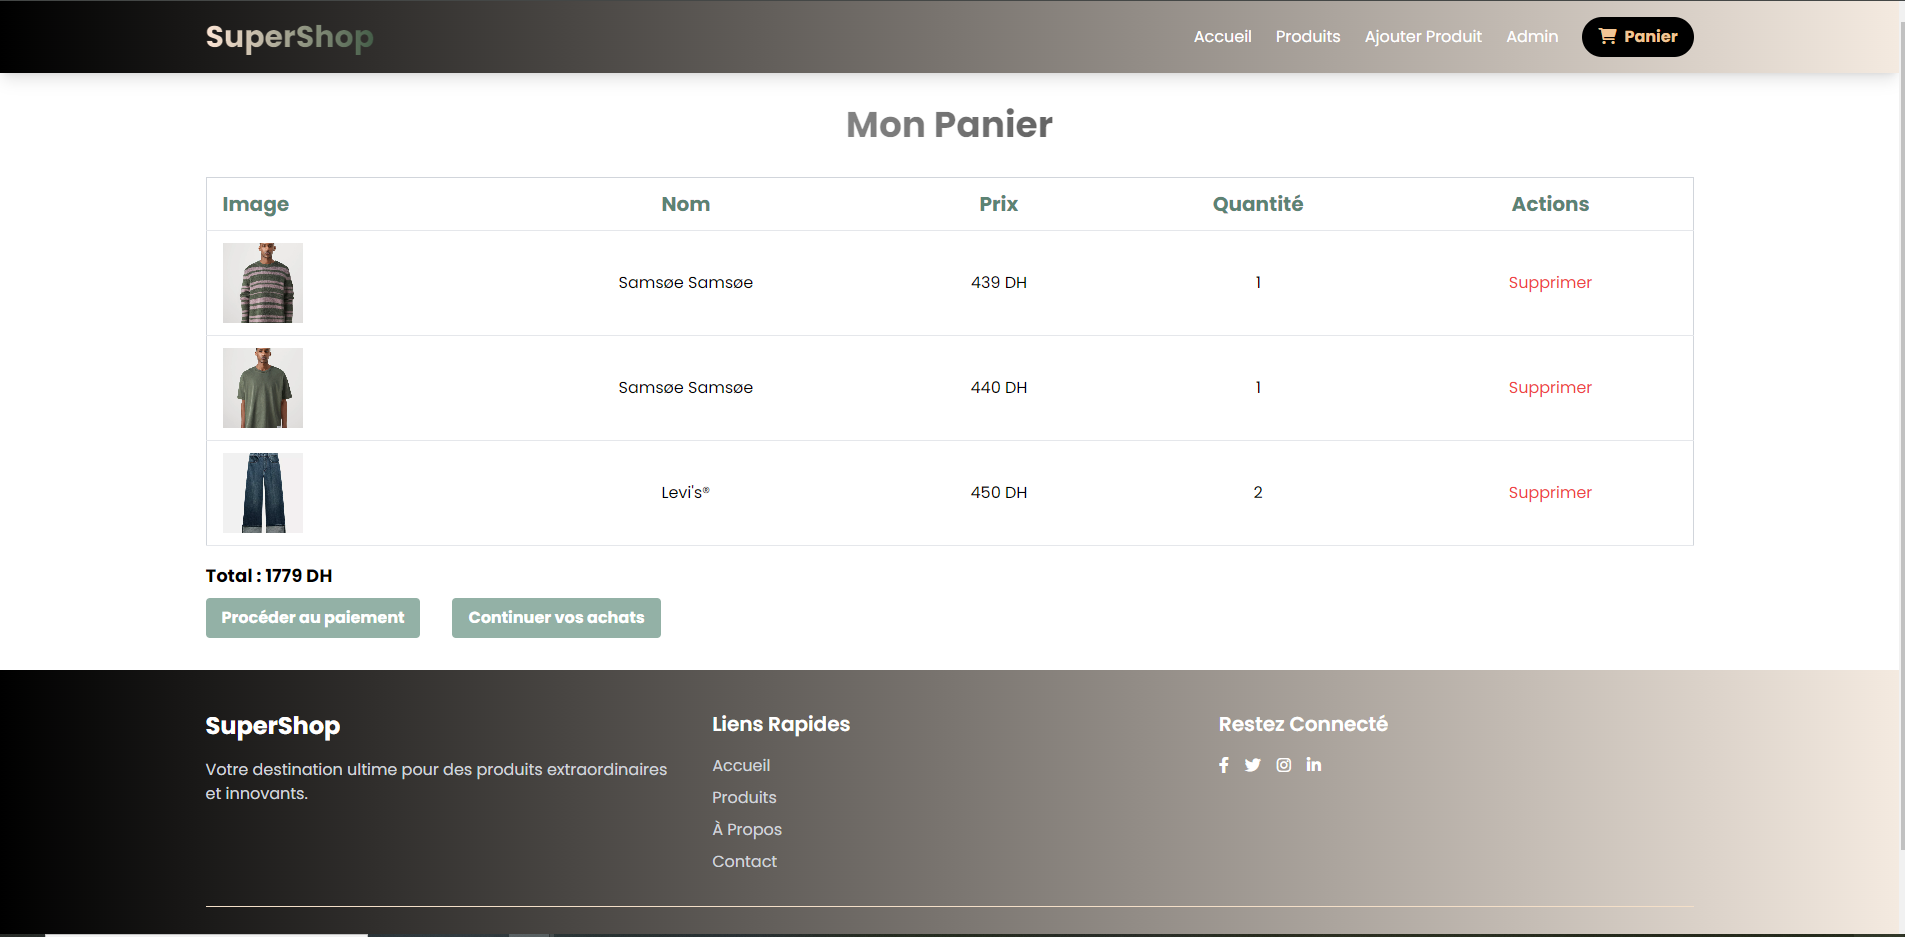 SuperShop
Accueil Produits Ajouter Produit Admin Panier
Mon Panier
Image Nom Prix Quantité Actions
Samsøe Samsøe 439 DH 1 Supprimer
Samsøe Samsøe 440 DH 1 Supprimer
Levi's® 450 DH 2 Supprimer
Total : 1779 DH
Procéder au paiement Continuer vos achats
SuperShop
Votre destination ultime pour des produits extraordinaires
et innovants.
Liens Rapides
Accueil
Produits
À Propos
Contact
Restez Connecté